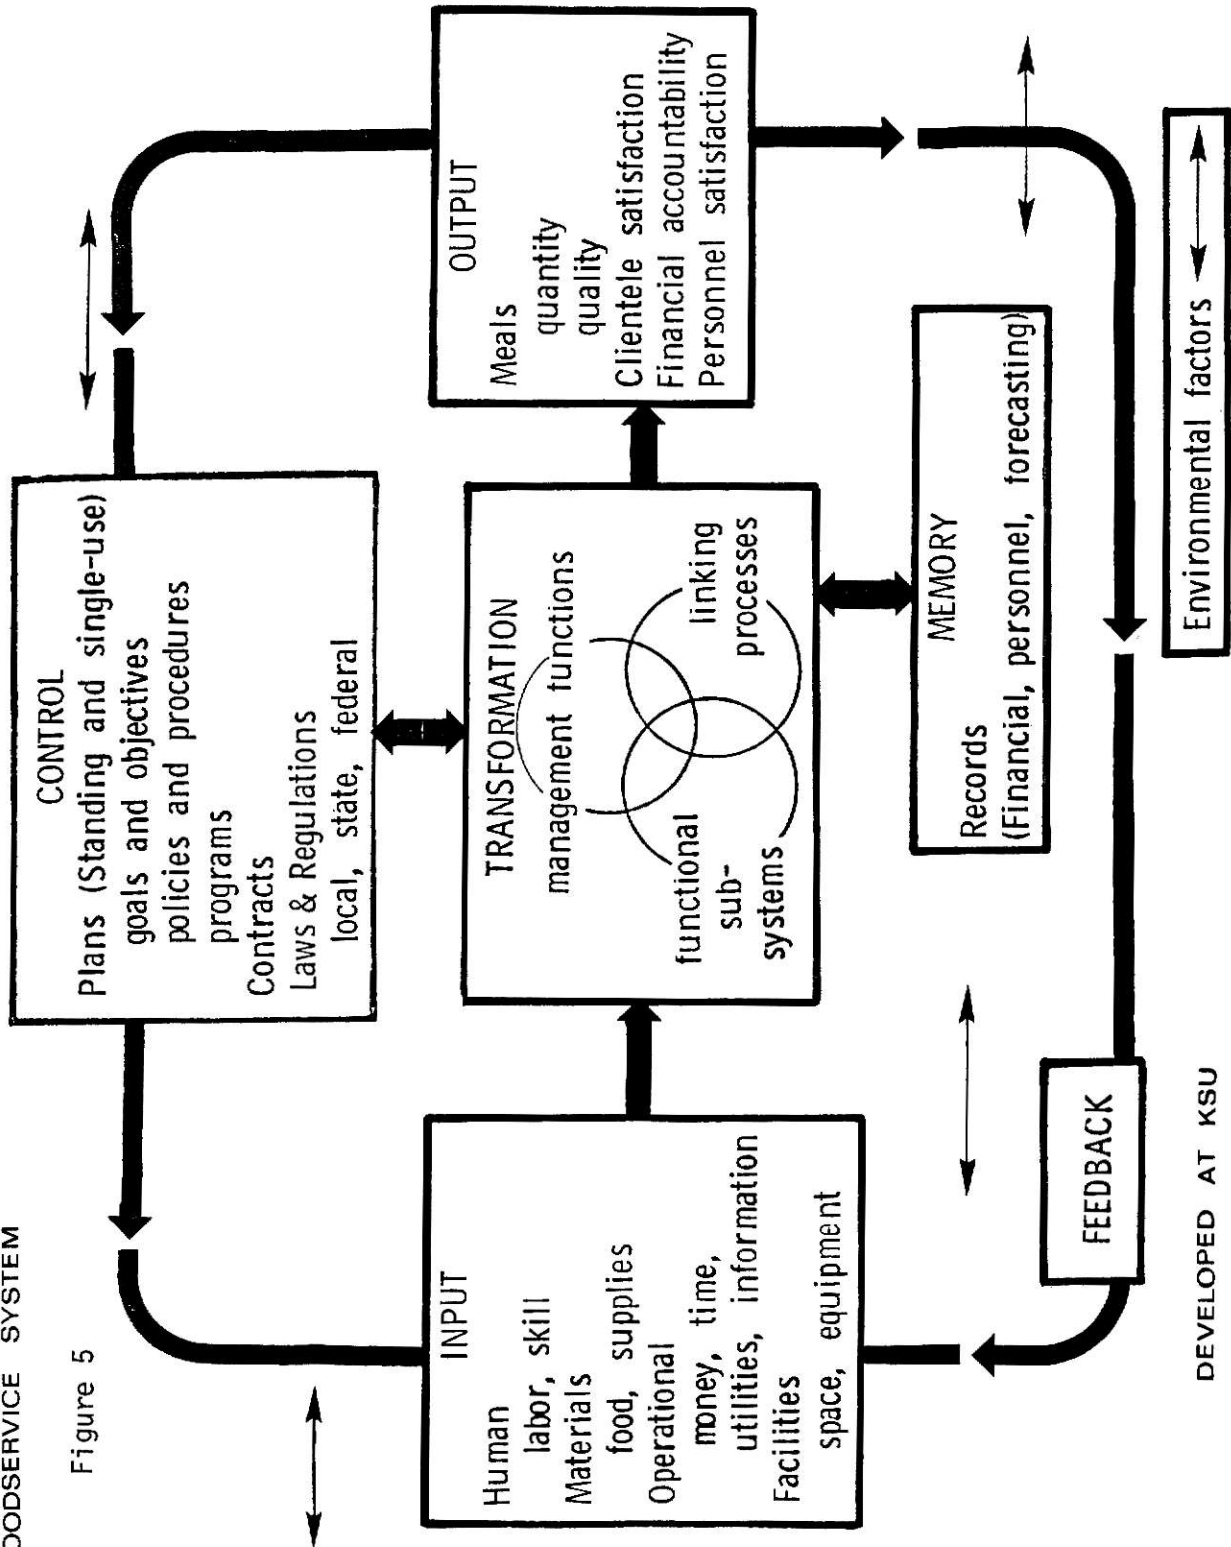 OODSERVICE SYSTEM
Figure 5
CONTROL
Plans (Standing and single-use)
goals and objectives
policies and procedures
programs
Contracts
Laws & Regulations
local, state, federal
INPUT
Human
labor, skill
Materials
food, supplies
Operational
money, time,
utilities, information
Facilities
space, equipment
TRANSFORMATION
management functions
functional
sub-
systems
linking
processes
OUTPUT
Meals
quantity
quality
Clientele satisfaction
Financial accountability
Personnel satisfaction
MEMORY
Records
(Financial, personnel, forecasting)
FEEDBACK
Environmental factors
DEVELOPED AT KSU